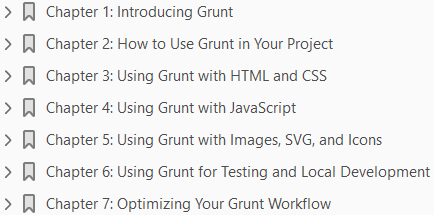 Chapter 1: Introducing Grunt
Chapter 2: How to Use Grunt in Your Project
Chapter 3: Using Grunt with HTML and CSS
Chapter 4: Using Grunt with JavaScript
Chapter 5: Using Grunt with Images, SVG, and Icons
Chapter 6: Using Grunt for Testing and Local Development
Chapter 7: Optimizing Your Grunt Workflow